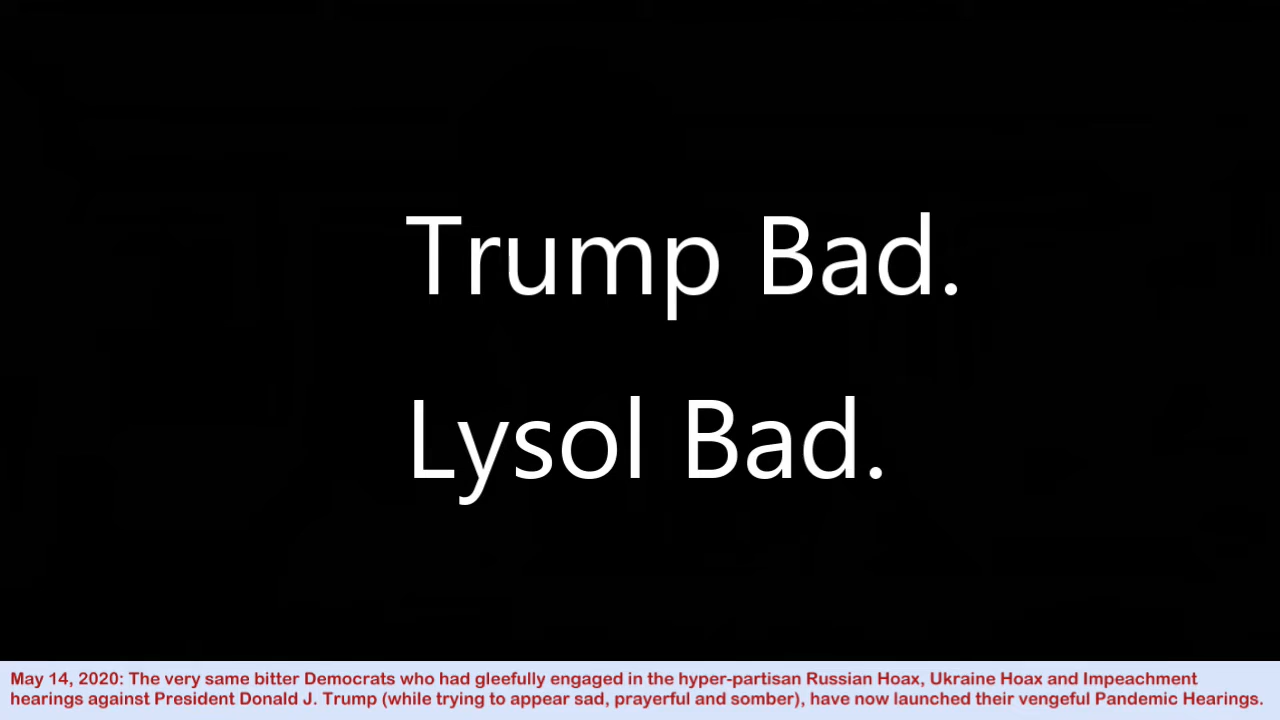 Trump Bad.
Lysol Bad.
May 14, 2020: The very same bitter Democrats who had gleefully engaged in the hyper-partisan Russian Hoax, Ukraine Hoax and Impeachment
hearings against President Donald J. Trump (while trying to appear sad, prayerful and somber), have now launched their vengeful Pandemic Hearings.